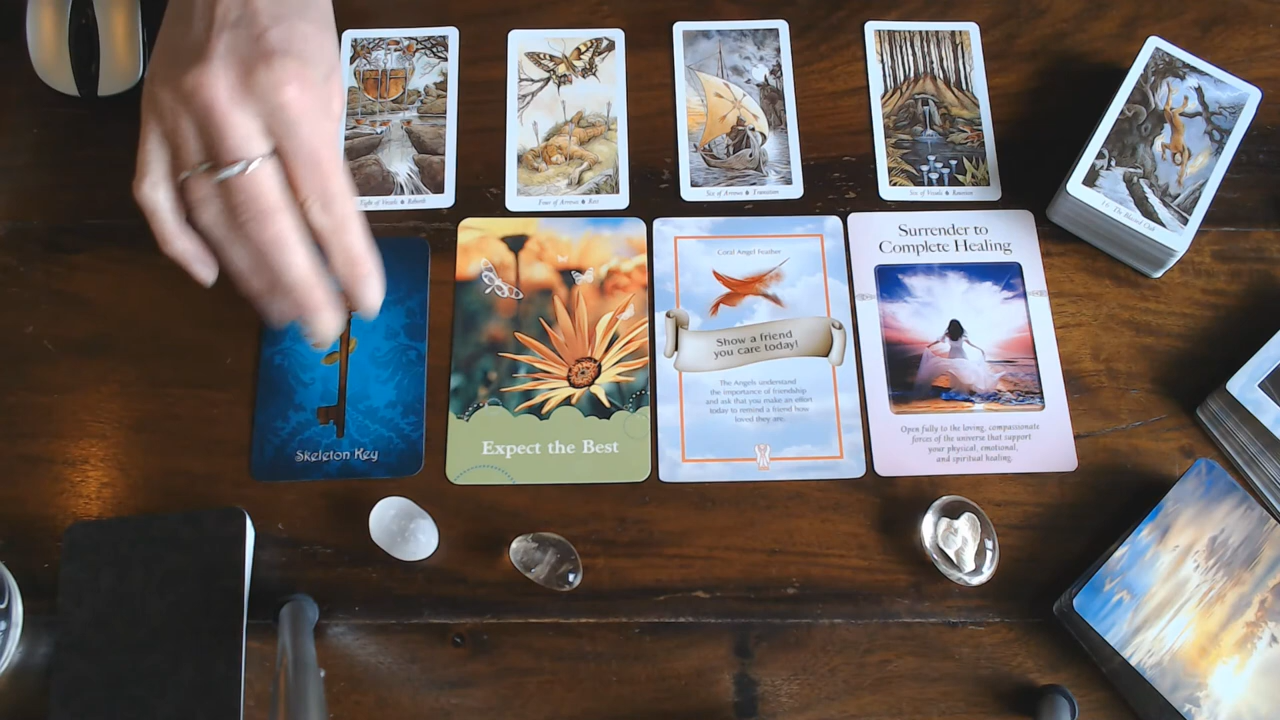 Eight of Vessels Rebirth
Four of Arrows Rest
Six of Arrows Transition
Six of Vessels Reunion
16. The Blasted Oak
Skeleton Key
Expect the Best
Coral Angel Feather
Show a friend
you care today!
The Angels understand
the importance of friendship
and ask that you make an effort
today to remind a friend how
loved they are.
Surrender to
Complete Healing
Open fully to the loving, compassionate
forces of the universe that support
your physical, emotional,
and spiritual healing.